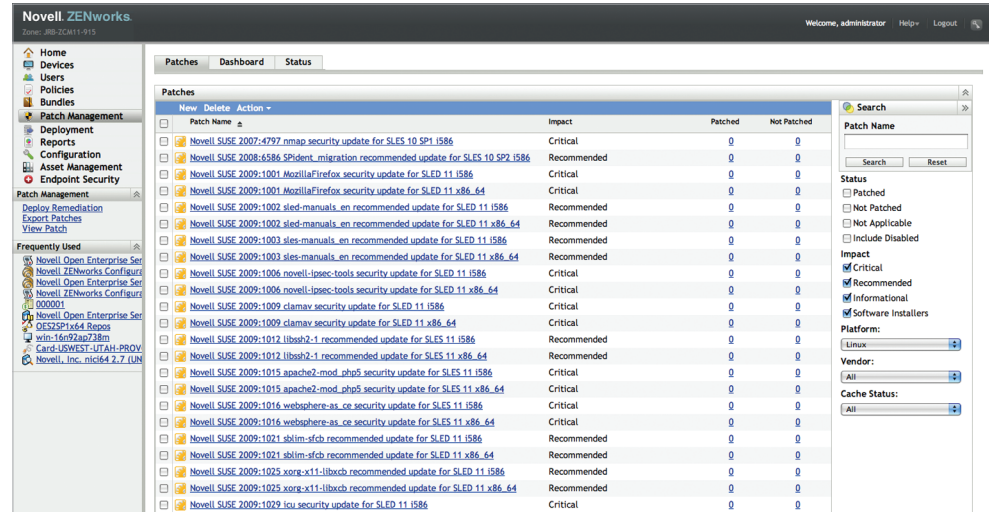 Novell. ZENworks.
Zone: JRB-ZCM11-915
Welcome, administrator Help Logout
Home
Devices
Users
Policies
Bundles
Patch Management
Deployment
Reports
Configuration
Asset Management
Endpoint Security
Patch Management
Deploy Remediation
Export Patches
View Patch
Frequently Used
Novell Open Enterprise Ser
Novell ZENworks Configura
Novell Open Enterprise Ser
Novell ZENworks Configura
000001
Novell Open Enterprise Ser
OES2SP1x64 Repos
win-16n92ap738m
Card-USWEST-UTAH-PROV-
Novell, Inc. nici64 2.7 (UN
Patches Dashboard Status
Patches
New Delete Action
Patch Name Impact Patched Not Patched
Novell SUSE 2007:4797 nmap security update for SLES 10 SP1 i586 Critical 0 0
Novell SUSE 2008:6586 SPident_migration recommended update for SLES 10 SP2 i586 Recommended 0 0
Novell SUSE 2009:1001 MozillaFirefox security update for SLED 11 i586 Critical 0 0
Novell SUSE 2009:1001 MozillaFirefox security update for SLED 11 x86_64 Critical 0 0
Novell SUSE 2009:1002 sled-manuals_en recommended update for SLED 11 i586 Recommended 0 0
Novell SUSE 2009:1002 sled-manuals_en recommended update for SLED 11 x86_64 Recommended 0 0
Novell SUSE 2009:1003 sles-manuals_en recommended update for SLES 11 i586 Recommended 0 0
Novell SUSE 2009:1003 sles-manuals_en recommended update for SLES 11 x86_64 Recommended 0 0
Novell SUSE 2009:1006 novell-ipsec-tools security update for SLED 11 i586 Critical 0 0
Novell SUSE 2009:1006 novell-ipsec-tools security update for SLED 11 x86_64 Critical 0 0
Novell SUSE 2009:1009 clamav security update for SLED 11 i586 Critical 0 0
Novell SUSE 2009:1009 clamav security update for SLED 11 x86_64 Critical 0 0
Novell SUSE 2009:1012 libssh2-1 recommended update for SLES 11 i586 Recommended 0 0
Novell SUSE 2009:1012 libssh2-1 recommended update for SLES 11 x86_64 Recommended 0 0
Novell SUSE 2009:1015 apache2-mod_php5 security update for SLES 11 i586 Critical 0 0
Novell SUSE 2009:1015 apache2-mod_php5 security update for SLES 11 x86_64 Critical 0 0
Novell SUSE 2009:1016 websphere-as_ce security update for SLES 11 i586 Critical 0 0
Novell SUSE 2009:1016 websphere-as_ce security update for SLES 11 x86_64 Critical 0 0
Novell SUSE 2009:1021 sblim-sfcb recommended update for SLED 11 i586 Recommended 0 0
Novell SUSE 2009:1021 sblim-sfcb recommended update for SLED 11 x86_64 Recommended 0 0
Novell SUSE 2009:1025 xorg-x11-libxcb recommended update for SLED 11 i586 Recommended 0 0
Novell SUSE 2009:1025 xorg-x11-libxcb recommended update for SLED 11 x86_64 Recommended 0 0
Novell SUSE 2009:1029 icu security update for SLED 11 i586 Critical 0 0
Search
Patch Name
Search Reset
Status
Patched
Not Patched
Not Applicable
Include Disabled
Impact
Critical
Recommended
Informational
Software Installers
Platform:
Linux
Vendor:
All
Cache Status:
All